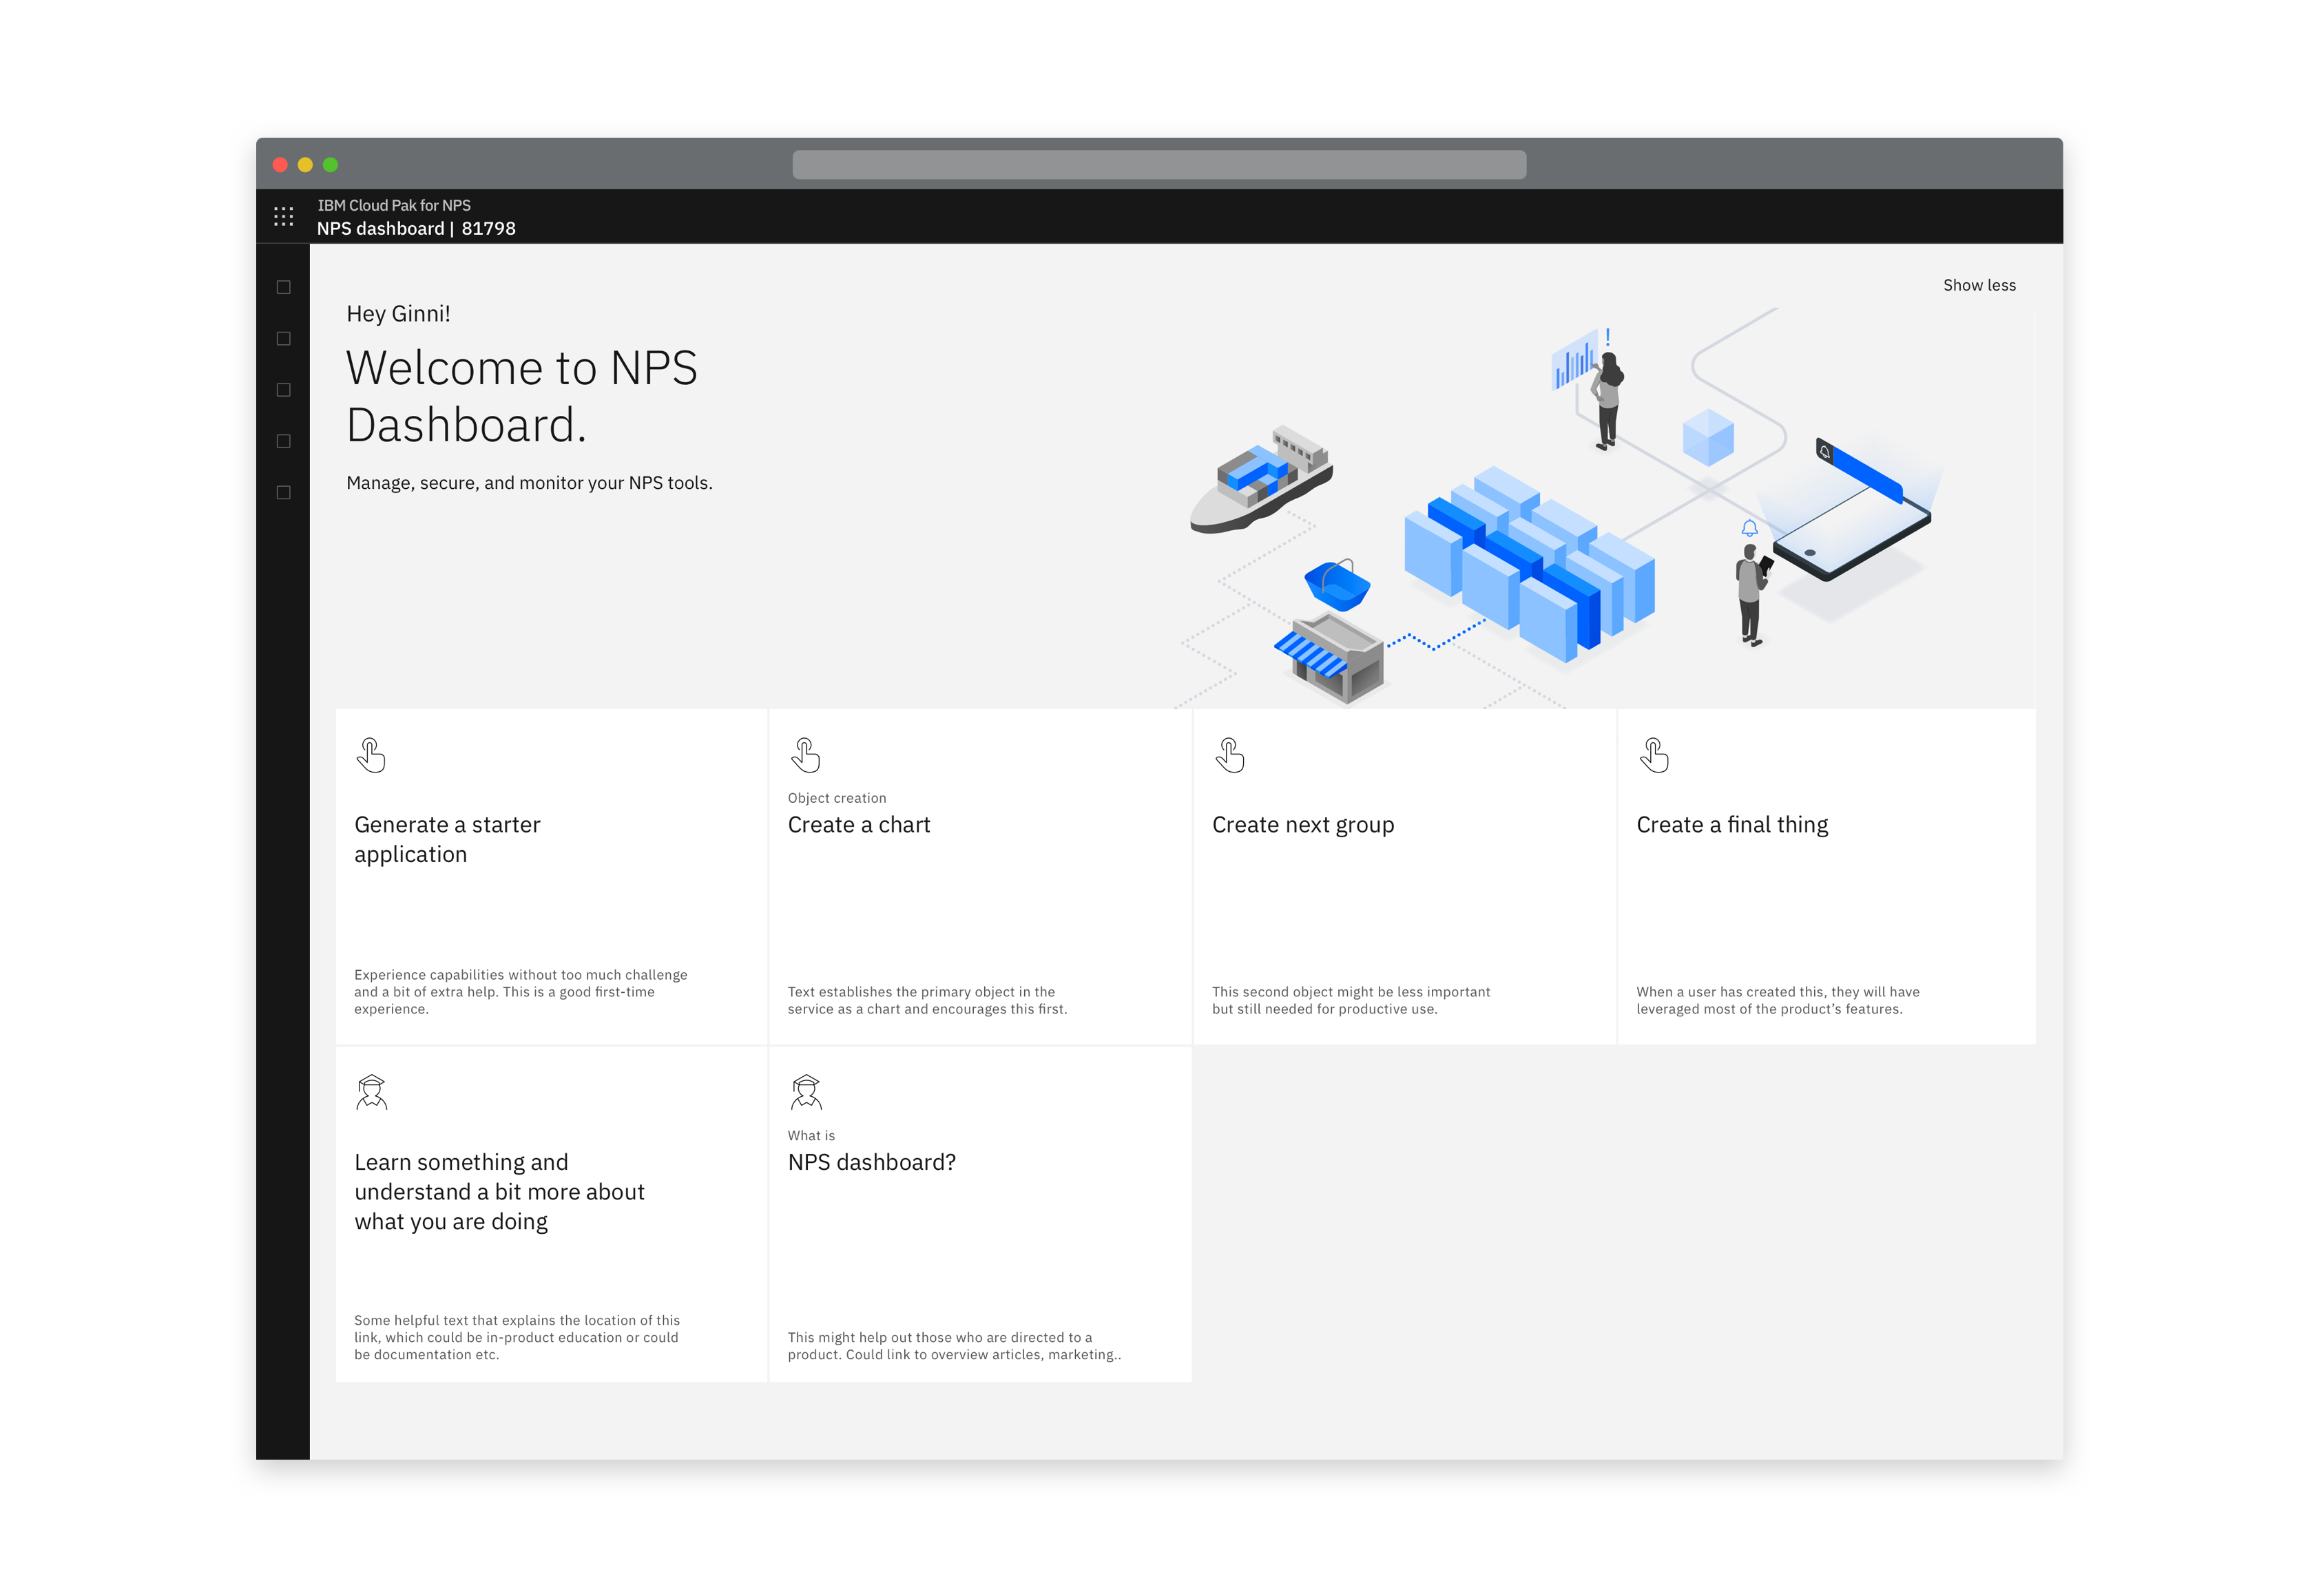 IBM Cloud Pak for NPS
NPS dashboard | 81798
Show less
Hey Ginni!
Welcome to NPS
Dashboard.
Manage, secure, and monitor your NPS tools.
!
Generate a starter
application
Experience capabilities without too much challenge
and a bit of extra help. This is a good first-time
experience.
Object creation
Create a chart
Text establishes the primary object in the
service as a chart and encourages this first.
Create next group
This second object might be less important
but still needed for productive use.
Create a final thing
When a user has created this, they will have
leveraged most of the product’s features.
Learn something and
understand a bit more about
what you are doing
Some helpful text that explains the location of this
link, which could be in-product education or could
be documentation etc.
What is
NPS dashboard?
This might help out those who are directed to a
product. Could link to overview articles, marketing..